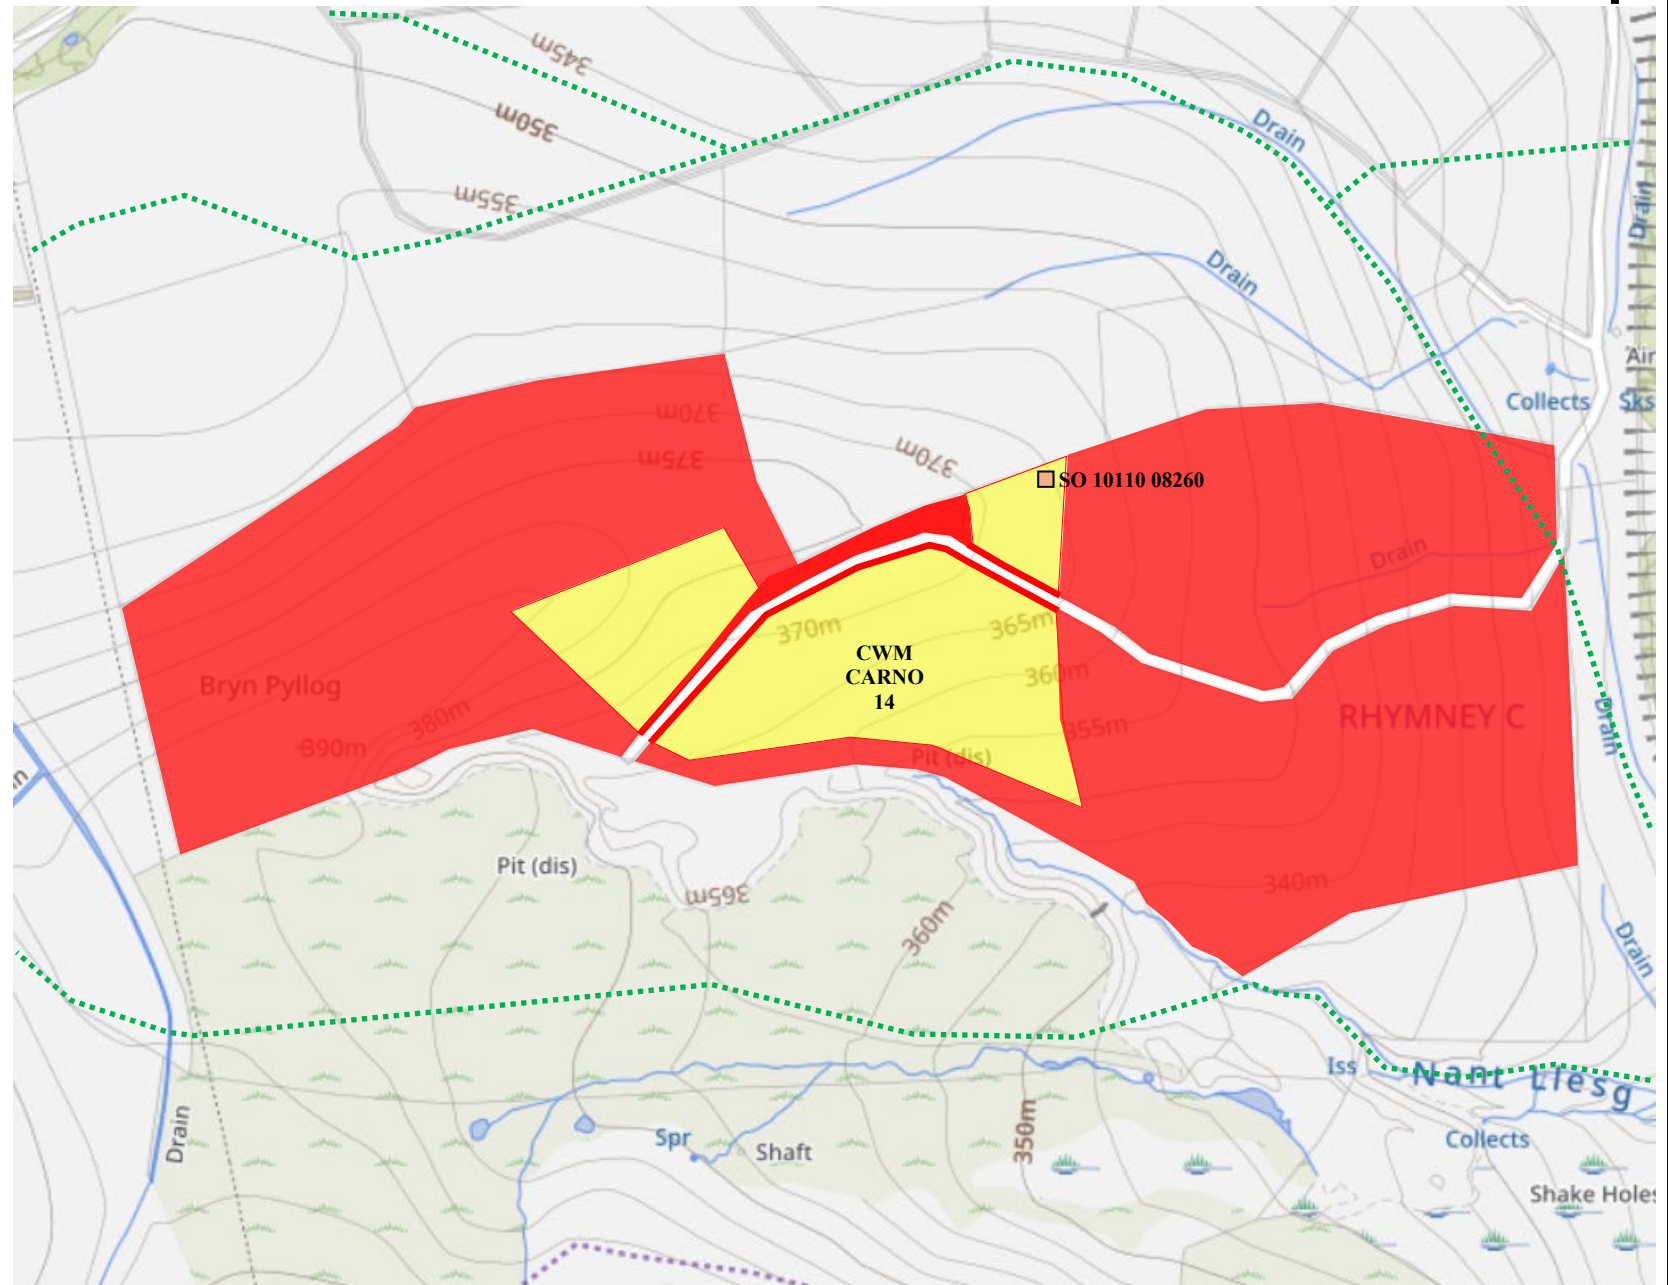 345m
350m
355m
Drain
Drain
Drain
Air
Collects
Sks
370m
375m
370m
SO 10110 08260
Drain
370m
365m
CWM
CARNO
14
360m
355m
Bryn Pyllog
380m
390m
RHYMNEY C
Pit (dis)
Drain
Pit (dis)
365m
340m
360m
Drain
Iss
Nant Llesg
350m
Drain
Spr
Shaft
Collects
Shake Holes